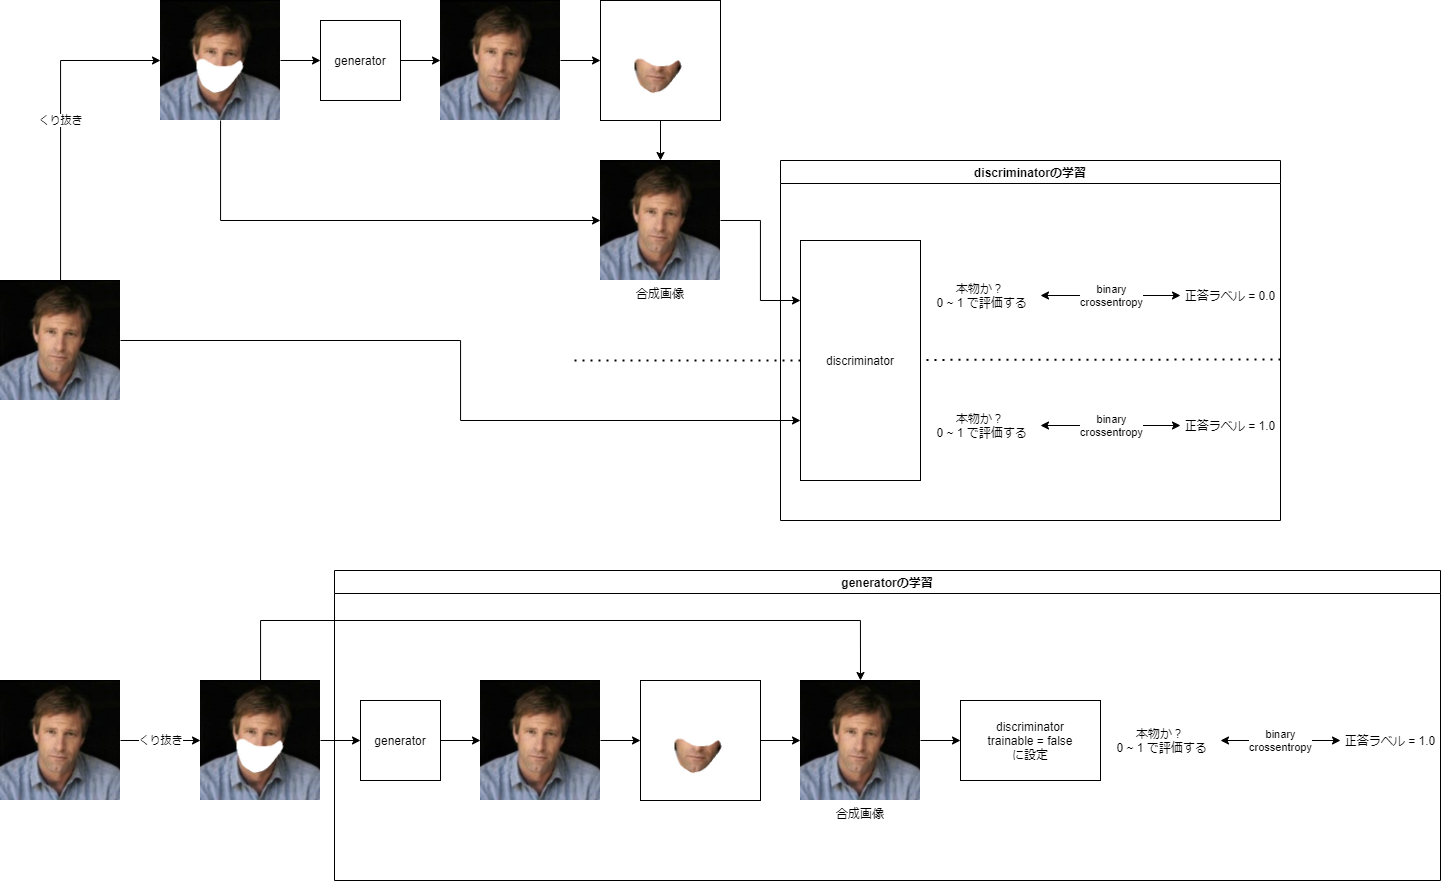 generator
くり抜き
discriminatorの学習
合成画像
本物か？
0 ~ 1 で評価する
binary
crossentropy
正答ラベル = 0.0
discriminator
本物か？
0 ~ 1 で評価する
binary
crossentropy
正答ラベル = 1.0
generatorの学習
くり抜き
generator
discriminator
trainable = false
に設定
本物か？
0 ~ 1 で評価する
binary
crossentropy
正答ラベル = 1.0
合成画像